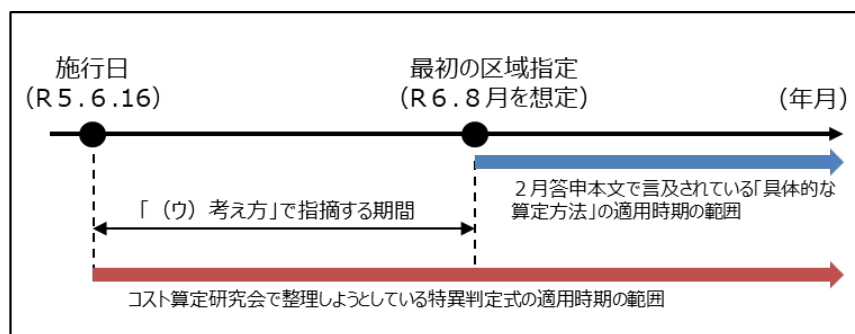 施行日
（Ｒ５.６.16）
最初の区域指定
（Ｒ６.８月を想定）
（年月）
２月答申本文で言及されている「具体的な
算定方法」の適用時期の範囲
「（ウ）考え方」で指摘する期間
コスト算定研究会で整理しようとしている特異判定式の適用時期の範囲